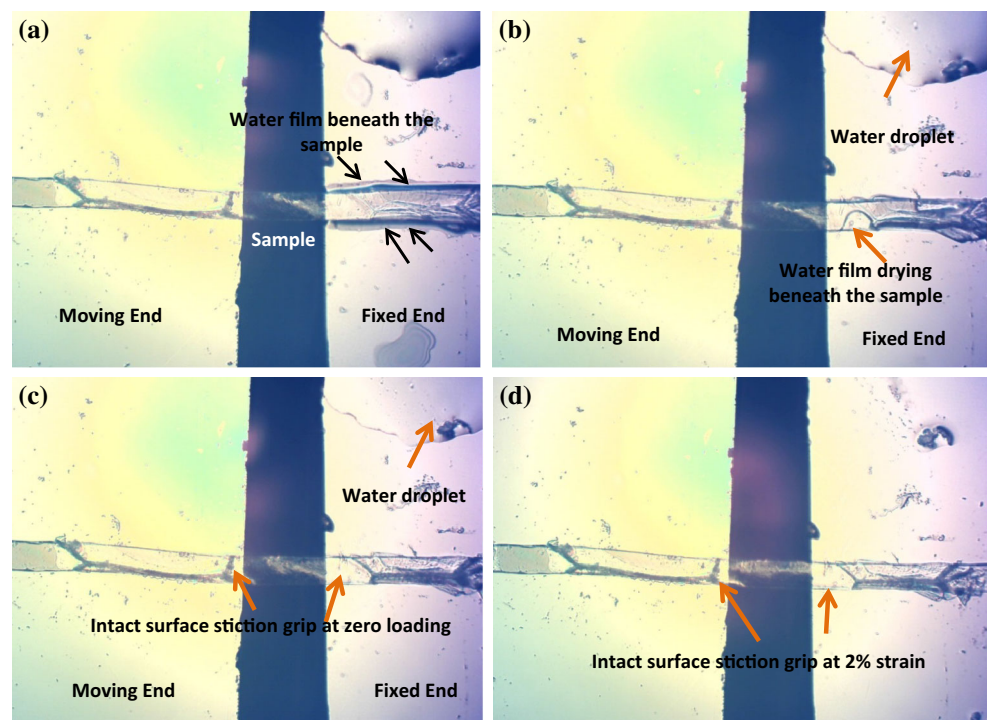 (a)
Water film beneath the
sample
Sample
Moving End
Fixed End
(b)
Water droplet
Water film drying
beneath the sample
Moving End
Fixed End
(c)
Water droplet
Intact surface stiction grip at zero loading
Moving End
Fixed End
(d)
Intact surface stiction grip at 2% strain